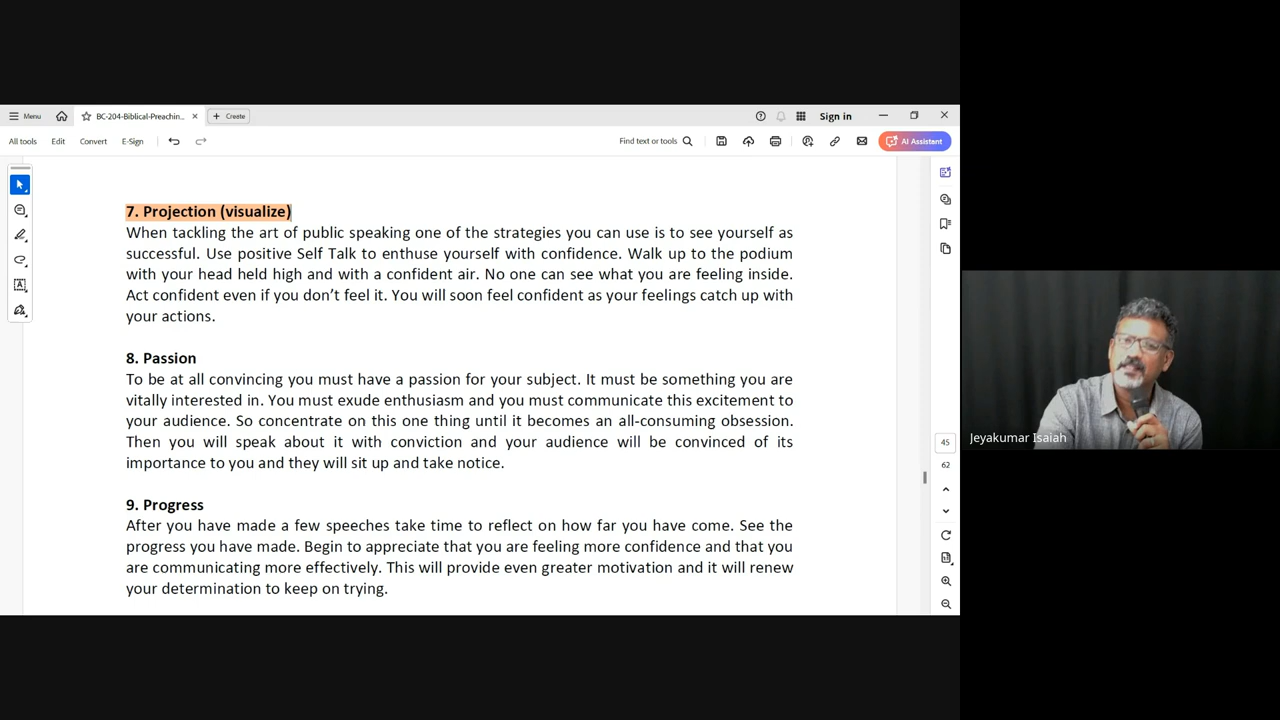 Menu
BC-204-Biblical-Preachin...
Create
Sign in
All tools
Edit
Convert
E-Sign
Find text or tools
AI Assistant
7. Projection (visualize)
When tackling the art of public speaking one of the strategies you can use is to see yourself as
successful. Use positive Self Talk to enthuse yourself with confidence. Walk up to the podium
with your head held high and with a confident air. No one can see what you are feeling inside.
Act confident even if you don’t feel it. You will soon feel confident as your feelings catch up with
your actions.
8. Passion
To be at all convincing you must have a passion for your subject. It must be something you are
vitally interested in. You must exude enthusiasm and you must communicate this excitement to
your audience. So concentrate on this one thing until it becomes an all-consuming obsession.
Then you will speak about it with conviction and your audience will be convinced of its
importance to you and they will sit up and take notice.
9. Progress
After you have made a few speeches take time to reflect on how far you have come. See the
progress you have made. Begin to appreciate that you are feeling more confidence and that you
are communicating more effectively. This will provide even greater motivation and it will renew
your determination to keep on trying.
45
62
Jeyakumar Isaiah